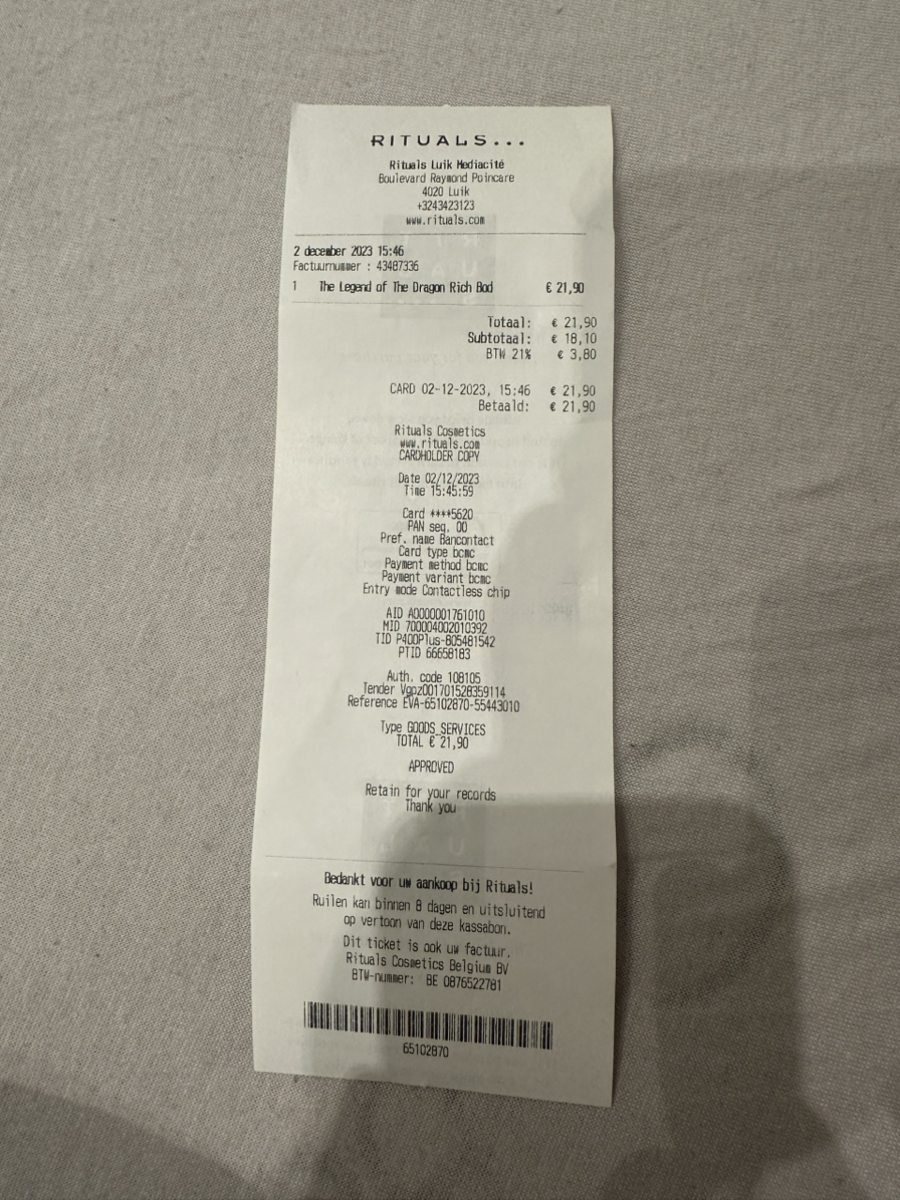 RITUALS...
Rituals Luik Mediacité
Boulevard Raymond Poincare
4020 Luik
+3243423123
www.rituals.com
2 december 2023 15:46
Factuurnummer : 43487336
1 The Legend of The Dragon Rich Bod € 21,90
Totaal: € 21,90
Subtotaal: € 18,10
BTW 21% € 3,80
CARD 02-12-2023, 15:46 € 21,90
Betaald: € 21,90
Rituals Cosmetics
www.rituals.com
CARDHOLDER COPY
Date 02/12/2023
Time 15:45:59
Card ****5620
PAN seq. 00
Pref. name Bancontact
Card type bcmc
Payment method bcmc
Payment variant bcmc
Entry mode Contactless chip
AID A0000001761010
MID 700004002010392
TID P400Plus-805481542
PTID 66658183
Auth. code 108105
Tender Vgpz001701528359114
Reference EVA-65102870-55443010
Type GOODS_SERVICES
TOTAL € 21,90
APPROVED
Retain for your records
Thank you
Bedankt voor uw aankoop bij Rituals!
Ruilen kan binnen 8 dagen en uitsluitend
op vertoon van deze kassabon.
Dit ticket is ook uw factuur.
Rituals Cosmetics Belgium BV
BTW-nummer: BE 0876522781
65102870